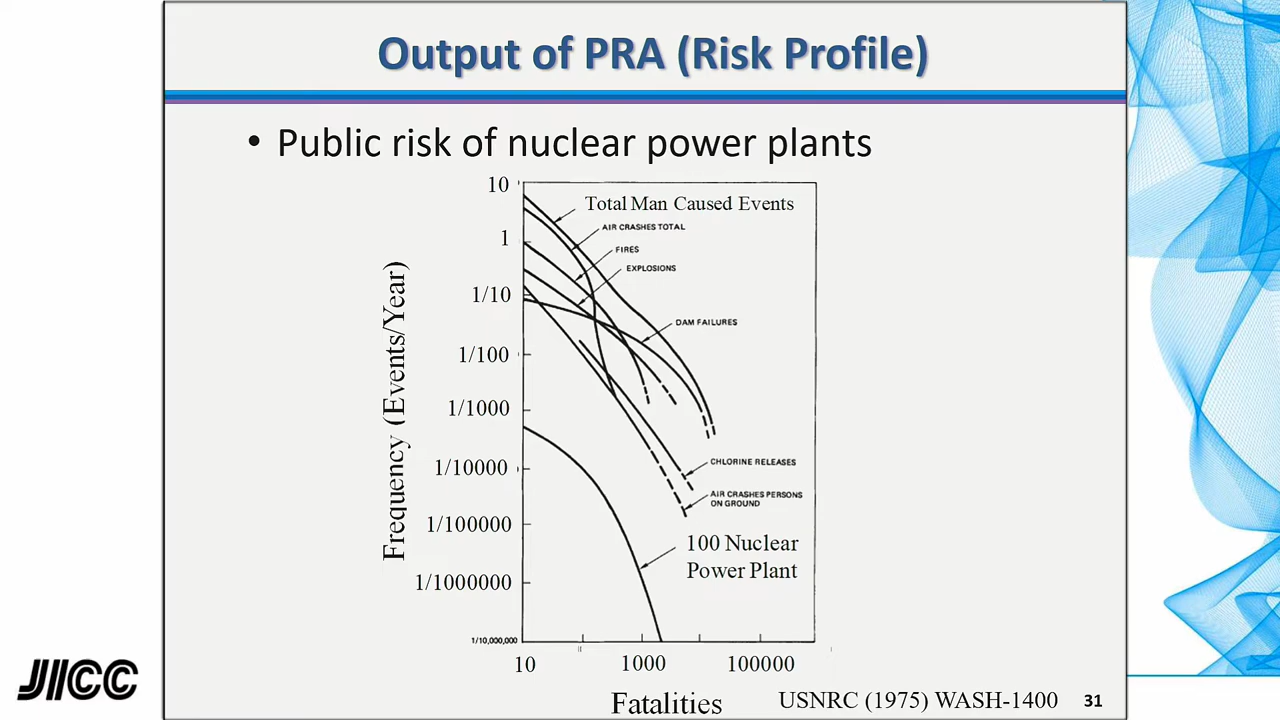 Output of PRA (Risk Profile)
• Public risk of nuclear power plants
10
Total Man Caused Events
AIR CRASHES TOTAL
1
FIRES
EXPLOSIONS
1/10
DAM FAILURES
1/100
1/1000
CHLORINE RELEASES
1/10000
AIR CRASHES PERSONS
ON GROUND
1/100000
100 Nuclear
Power Plant
1/1000000
1/10,000,000
Frequency (Events/Year)
10 1000 100000
Fatalities
USNRC (1975) WASH-1400
31
JICC